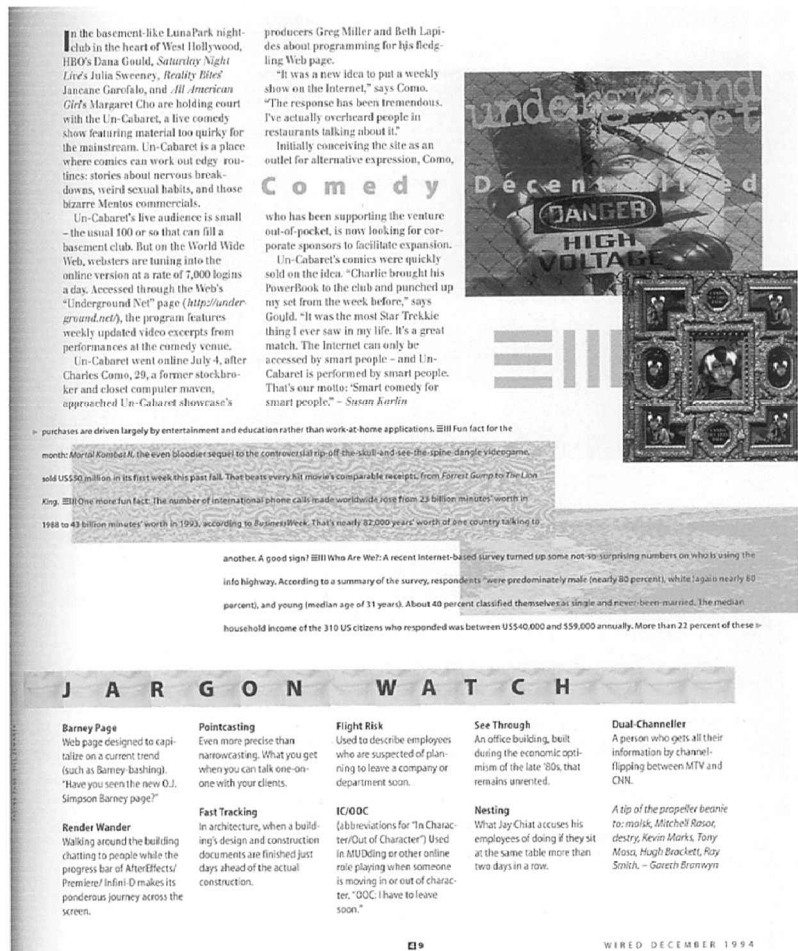 In the basement-like LunaPark night-
club in the heart of West Hollywood,
HBO's Dana Gould, Saturday Night
Live's Julia Sweeney, Reality Bites'
Janeane Garofalo, and All American
Girl's Margaret Cho are holding court
with the Un-Cabaret, a live comedy
show featuring material too quirky for
the mainstream. Un-Cabaret is a place
where comics can work out edgy rou-
tines: stories about nervous break-
downs, weird sexual habits, and those
bizarre Mentos commercials.
Un-Cabaret's live audience is small
– the usual 100 or so that can fill a
basement club. But on the World Wide
Web, websters are tuning into the
online version at a rate of 7,000 logins
a day. Accessed through the Web's
"Underground Net" page (http://under-
ground.net/), the program features
weekly updated video excerpts from
performances at the comedy venue.
Un-Cabaret went online July 4, after
Charles Como, 29, a former stockbro-
ker and closet computer maven,
approached Un-Cabaret showcase's
producers Greg Miller and Beth Lapi-
des about programming for his fledg-
ling Web page.
"It was a new idea to put a weekly
show on the Internet," says Como.
"The response has been tremendous.
I've actually overheard people in
restaurants talking about it."
Initially conceiving the site as an
outlet for alternative expression, Como,
Comedy Decentralized
who has been supporting the venture
out-of-pocket, is now looking for cor-
porate sponsors to facilitate expansion.
Un-Cabaret's comics were quickly
sold on the idea. "Charlie brought his
PowerBook to the club and punched up
my set from the week before," says
Gould. "It was the most Star Trekkie
thing I ever saw in my life. It's a great
match. The Internet can only be
accessed by smart people – and Un-
Cabaret is performed by smart people.
That's our motto: 'Smart comedy for
smart people.'" – Susan Karlin
underground
net
DANGER
HIGH
VOLTAGE
purchases are driven largely by entertainment and education rather than work-at-home applications. Fun fact for the
month: Mortal Kombat II, the even bloodier sequel to the controversial rip-off-the-skull-and-see-the-spine-dangle videogame,
sold US$50 million in its first week this past fall. That beats every hit movie's comparable receipts, from Forrest Gump to The Lion
King. One more fun fact: The number of international phone calls made worldwide rose from 23 billion minutes' worth in
1988 to 43 billion minutes' worth in 1993, according to BusinessWeek. That's nearly 82,000 years' worth of one country talking to
another. A good sign? Who Are We?: A recent Internet-based survey turned up some not-so-surprising numbers on who is using the
info highway. According to a summary of the survey, respondents "were predominately male (nearly 80 percent), white (again nearly 80
percent), and young (median age of 31 years). About 40 percent classified themselves as single and never-been-married. The median
household income of the 310 US citizens who responded was between US$40,000 and $59,000 annually. More than 22 percent of these
JARGON WATCH
Barney Page
Web page designed to capi-
talize on a current trend
(such as Barney-bashing).
"Have you seen the new O.J.
Simpson Barney page?"
Render Wander
Walking around the building
chatting to people while the
progress bar of AfterEffects/
Premiere/ Infini-D makes its
ponderous journey across the
screen.
Pointcasting
Even more precise than
narrowcasting. What you get
when you can talk one-on-
one with your clients.
Fast Tracking
In architecture, when a build-
ing's design and construction
documents are finished just
days ahead of the actual
construction.
Flight Risk
Used to describe employees
who are suspected of plan-
ning to leave a company or
department soon.
IC/OOC
(abbreviations for "In Charac-
ter/Out of Character") Used
in MUDding or other online
role playing when someone
is moving in or out of charac-
ter. "OOC: I have to leave
soon."
See Through
An office building, built
during the economic opti-
mism of the late '80s, that
remains unrented.
Nesting
What Jay Chiat accuses his
employees of doing if they sit
at the same table more than
two days in a row.
Dual-Channeller
A person who gets all their
information by channel-
flipping between MTV and
CNN.
A tip of the propeller beanie
to: malsk, Mitchell Rasor,
destry, Kevin Marks, Tony
Masa, Hugh Brackett, Ray
Smith. – Gareth Branwyn
49
WIRED DECEMBER 1994